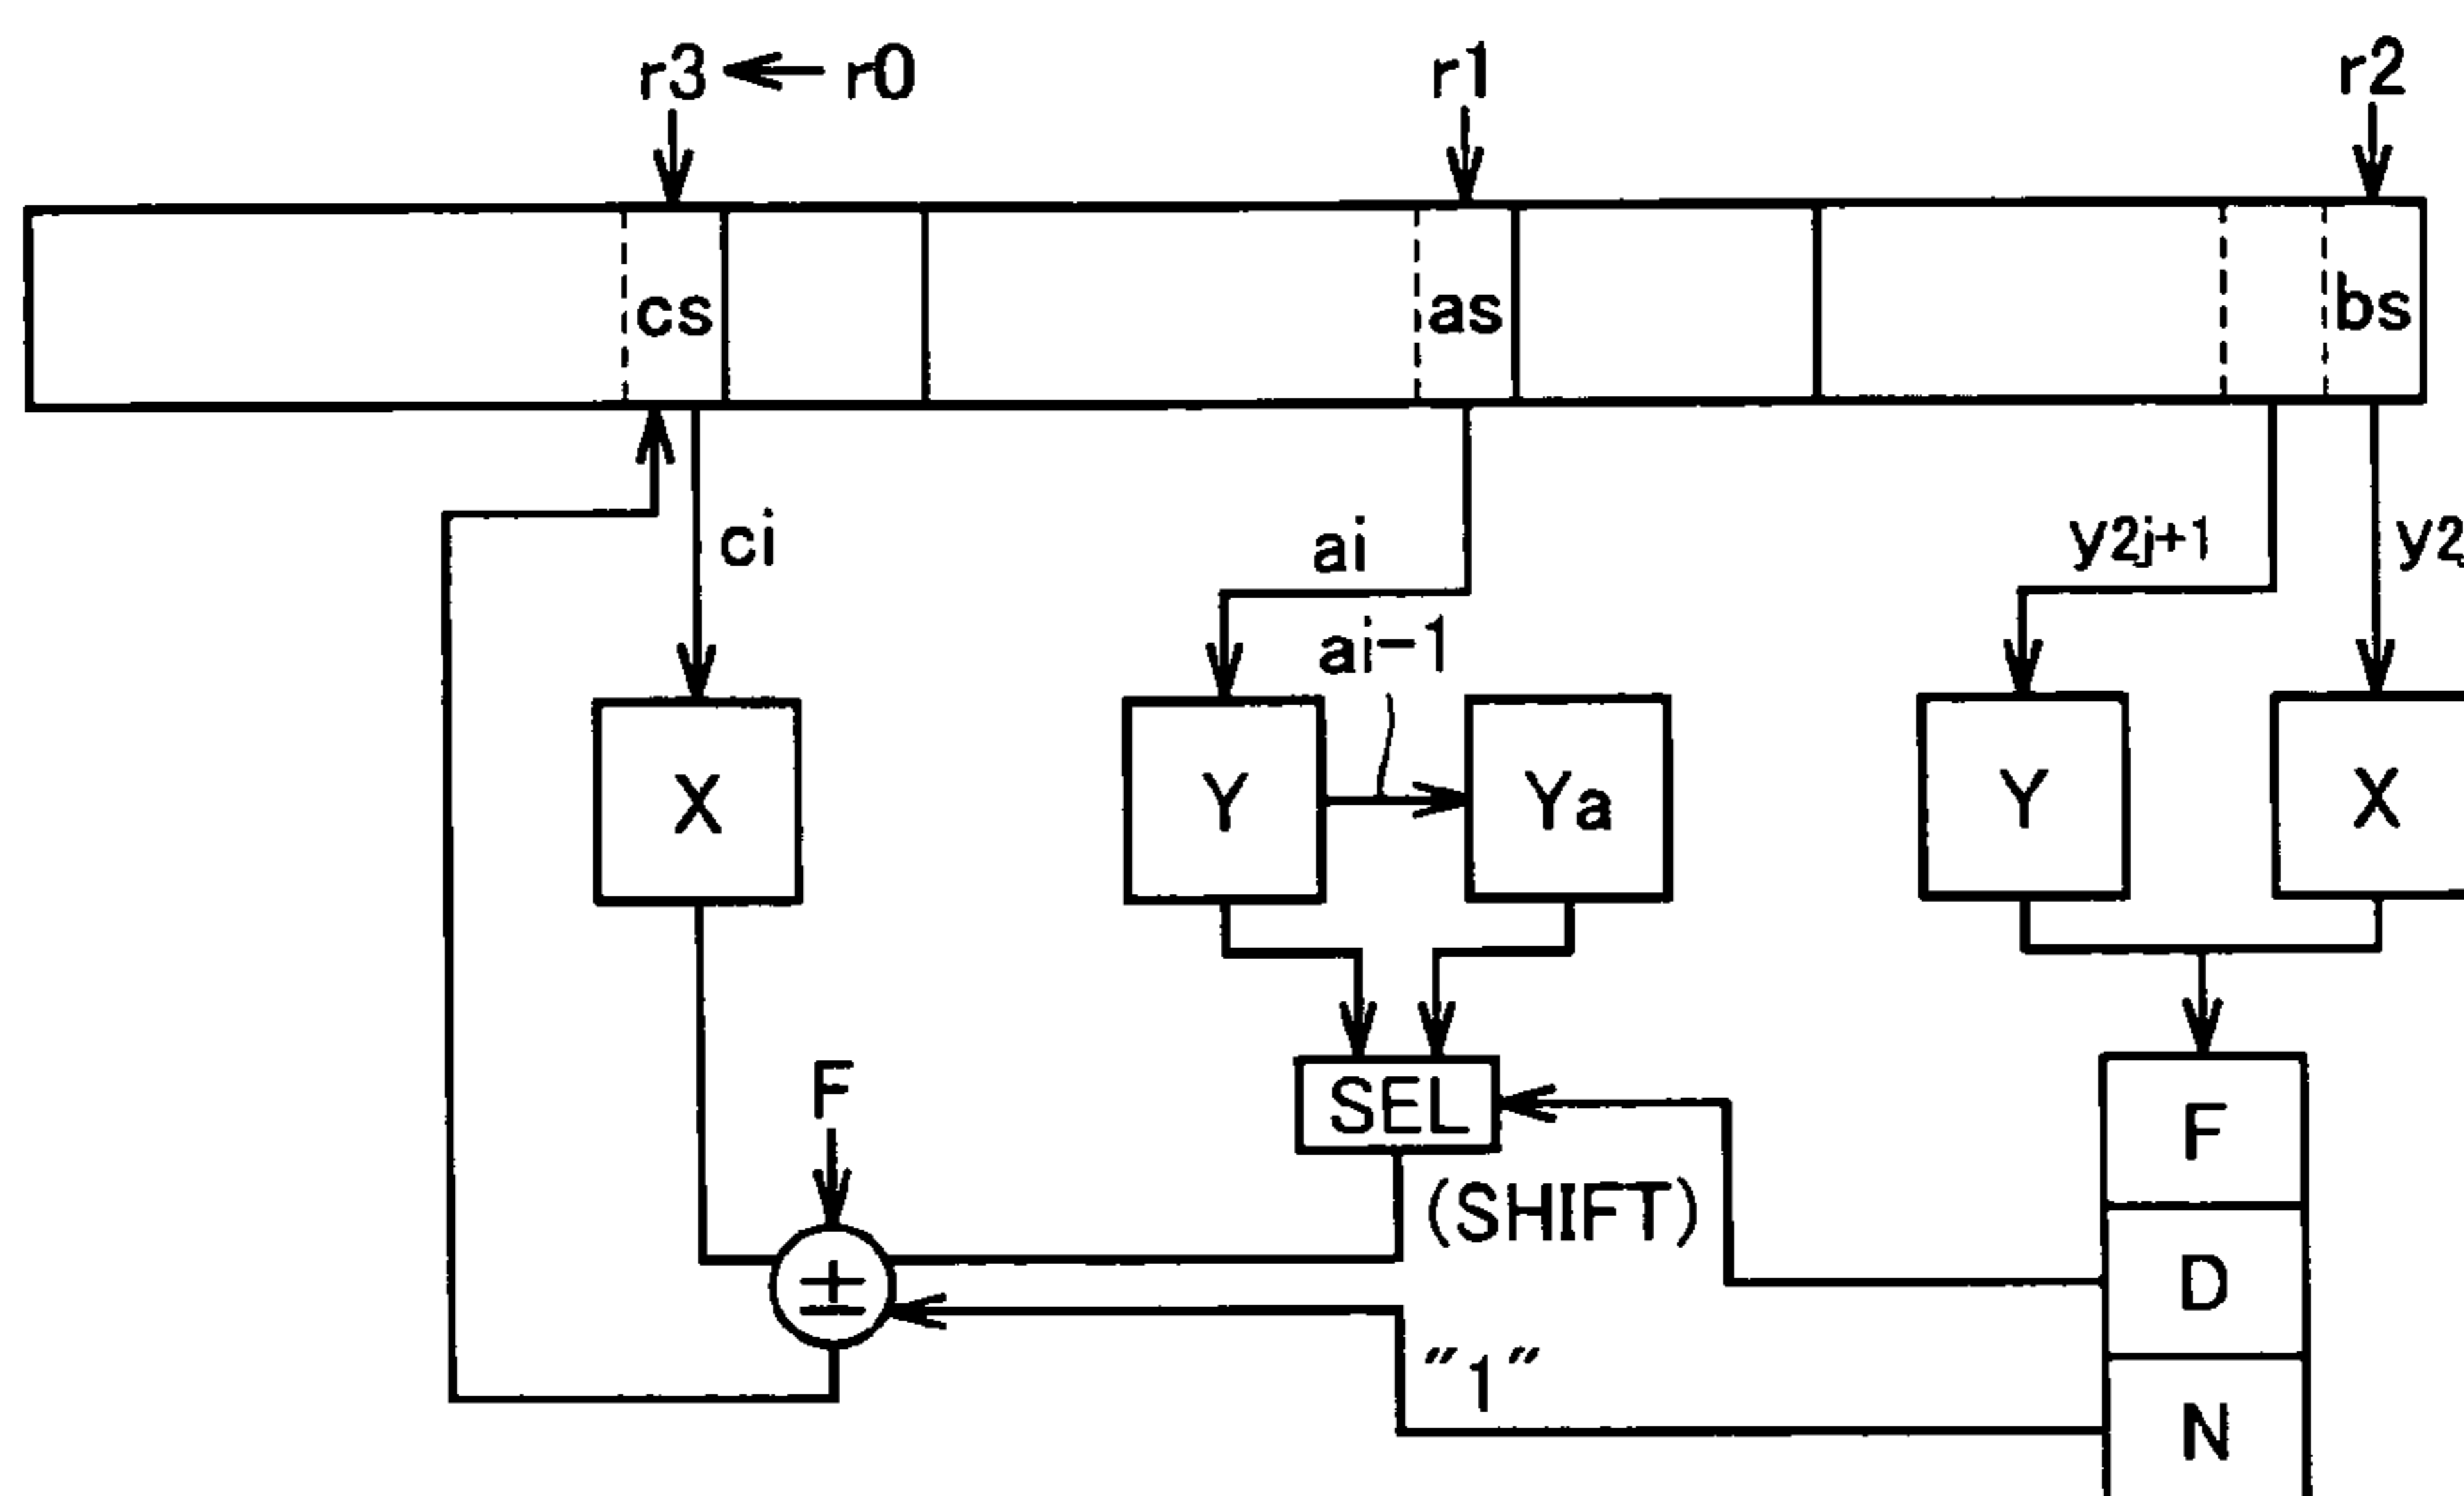 r3 r0 r1 r2
cs as bs
ci ai y2j+1
ai-1
X Y Ya Y X
F SEL F
(SHIFT)
± D
"1"
N